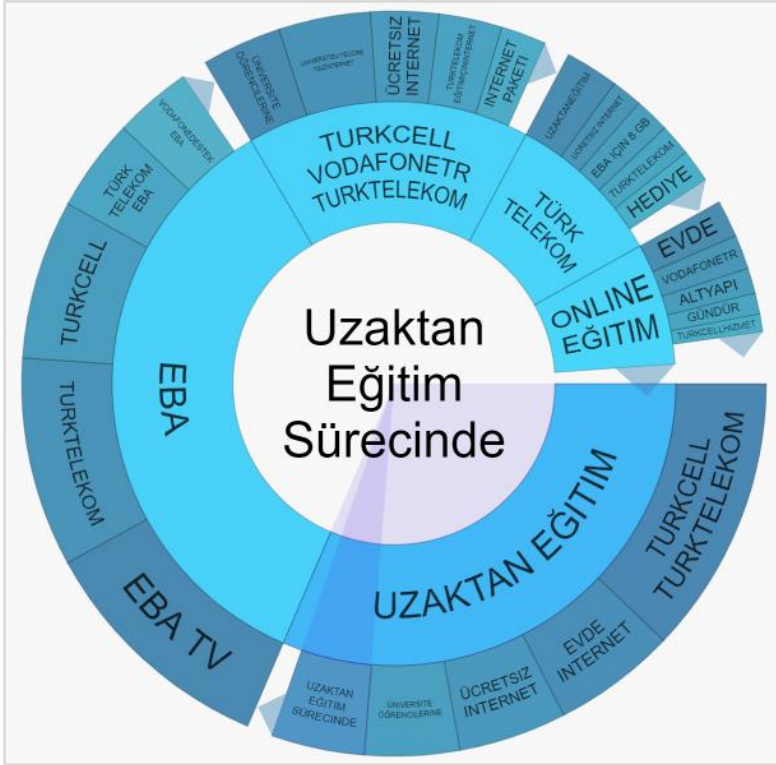 Uzaktan
Eğitim
Sürecinde
UZAKTAN EĞITIM
TURKCELL
TURKTELEKOM
EVDE
INTERNET
ÜCRETSIZ
INTERNET
ÜNIVERSITE
ÖĞRENCILERINE
UZAKTAN
EĞITIM
SÜRECINDE
EBA
EBA TV
TURKTELEKOM
TURKCELL
TÜRK
TELEKOM
EBA
VODAFONEDESTEK
EBA
TURKCELL
VODAFONETR
TURKTELEKOM
ÜNIVERSITE
ÖĞRENCILERINE
ÜCRETSIZ
INTERNET
TURKTELEKOM
EĞITIMIÇININTERNET
INTERNET
PAKETI
TÜRK
TELEKOM
UZAKTANEĞITIM
ÜCRETSIZ INTERNET
EBA IÇIN 8 GB
TURKTELEKOM
HEDIYE
ONLINE
EĞITIM
EVDE
VODAFONETR
ALTYAPI
GÜNDÜR
TURKCELLHIZMET